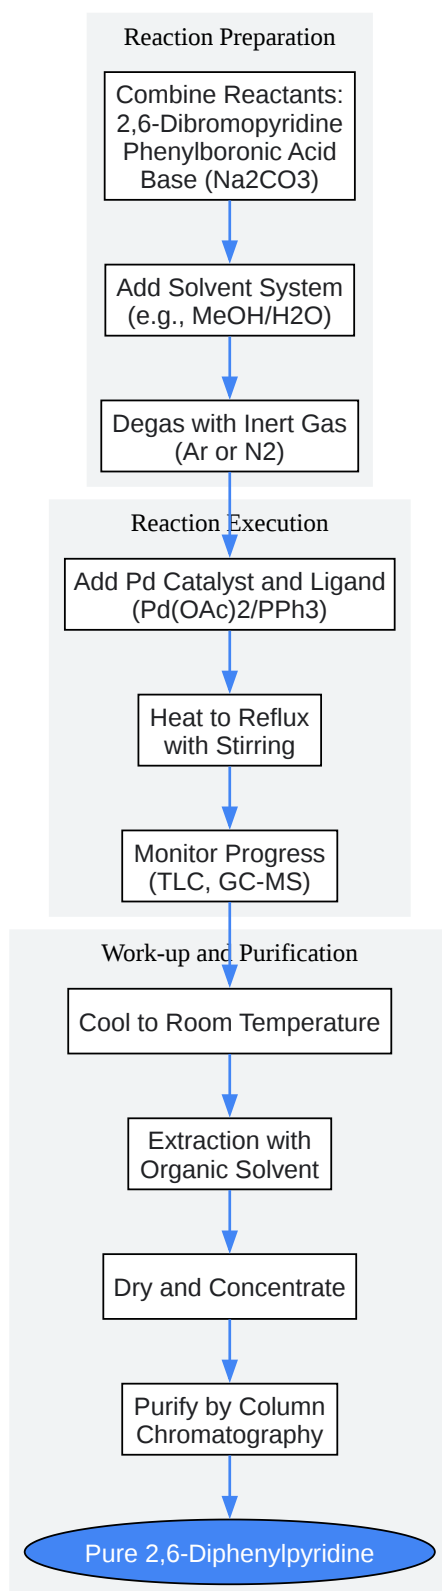 Reaction Preparation
Combine Reactants:
2,6-Dibromopyridine
Phenylboronic Acid
Base (Na2CO3)
Add Solvent System
(e.g., MeOH/H2O)
Degas with Inert Gas
(Ar or N2)
Reaction Execution
Add Pd Catalyst and Ligand
(Pd(OAc)2/PPh3)
Heat to Reflux
with Stirring
Monitor Progress
(TLC, GC-MS)
Work-up and Purification
Cool to Room Temperature
Extraction with
Organic Solvent
Dry and Concentrate
Purify by Column
Chromatography
Pure 2,6-Diphenylpyridine